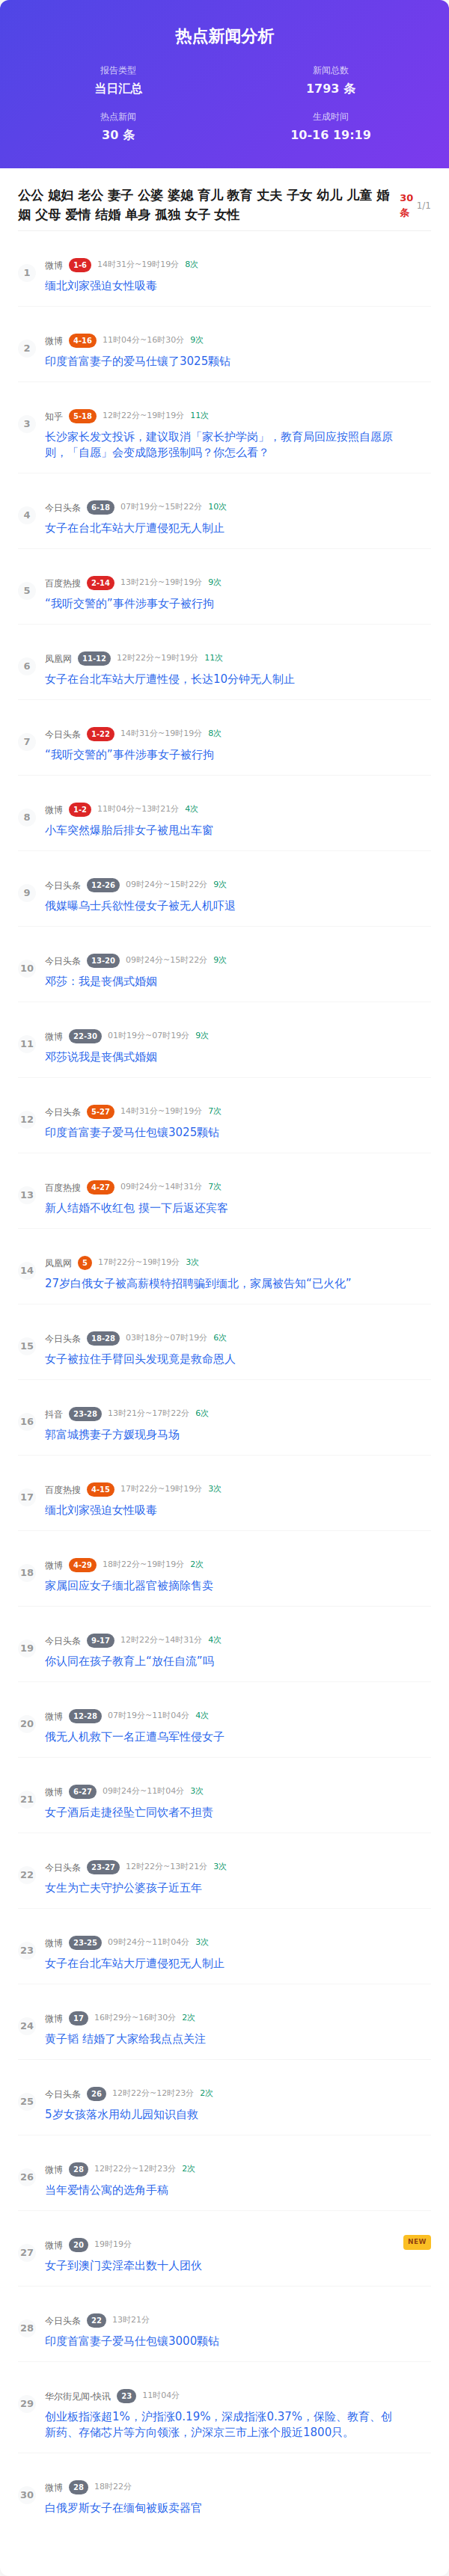 热点新闻分析
报告类型
当日汇总
新闻总数
1793 条
热点新闻
30 条
生成时间
10-16 19:19
公公 媳妇 老公 妻子 公婆 婆媳 育儿 教育 丈夫 子女 幼儿 儿童 婚
姻 父母 爱情 结婚 单身 孤独 女子 女性
30
条
1/1
1
微博 1-6 14时31分~19时19分 8次
缅北刘家强迫女性吸毒
2
微博 4-16 11时04分~16时30分 9次
印度首富妻子的爱马仕镶了3025颗钻
3
知乎 5-18 12时22分~19时19分 11次
长沙家长发文投诉，建议取消「家长护学岗」，教育局回应按照自愿原
则，「自愿」会变成隐形强制吗？你怎么看？
4
今日头条 6-18 07时19分~15时22分 10次
女子在台北车站大厅遭侵犯无人制止
5
百度热搜 2-14 13时21分~19时19分 9次
“我听交警的”事件涉事女子被行拘
6
凤凰网 11-12 12时22分~19时19分 11次
女子在台北车站大厅遭性侵，长达10分钟无人制止
7
今日头条 1-22 14时31分~19时19分 8次
“我听交警的”事件涉事女子被行拘
8
微博 1-2 11时04分~13时21分 4次
小车突然爆胎后排女子被甩出车窗
9
今日头条 12-26 09时24分~15时22分 9次
俄媒曝乌士兵欲性侵女子被无人机吓退
10
今日头条 13-20 09时24分~15时22分 9次
邓莎：我是丧偶式婚姻
11
微博 22-30 01时19分~07时19分 9次
邓莎说我是丧偶式婚姻
12
今日头条 5-27 14时31分~19时19分 7次
印度首富妻子爱马仕包镶3025颗钻
13
百度热搜 4-27 09时24分~14时31分 7次
新人结婚不收红包 摸一下后返还宾客
14
凤凰网 5 17时22分~19时19分 3次
27岁白俄女子被高薪模特招聘骗到缅北，家属被告知“已火化”
15
今日头条 18-28 03时18分~07时19分 6次
女子被拉住手臂回头发现竟是救命恩人
16
抖音 23-28 13时21分~17时22分 6次
郭富城携妻子方媛现身马场
17
百度热搜 4-15 17时22分~19时19分 3次
缅北刘家强迫女性吸毒
18
微博 4-29 18时22分~19时19分 2次
家属回应女子缅北器官被摘除售卖
19
今日头条 9-17 12时22分~14时31分 4次
你认同在孩子教育上“放任自流”吗
20
微博 12-28 07时19分~11时04分 4次
俄无人机救下一名正遭乌军性侵女子
21
微博 6-27 09时24分~11时04分 3次
女子酒后走捷径坠亡同饮者不担责
22
今日头条 23-27 12时22分~13时21分 3次
女生为亡夫守护公婆孩子近五年
23
微博 23-25 09时24分~11时04分 3次
女子在台北车站大厅遭侵犯无人制止
24
微博 17 16时29分~16时30分 2次
黄子韬 结婚了大家给我点点关注
25
今日头条 26 12时22分~12时23分 2次
5岁女孩落水用幼儿园知识自救
26
微博 28 12时22分~12时23分 2次
当年爱情公寓的选角手稿
27
微博 20 19时19分
NEW
女子到澳门卖淫牵出数十人团伙
28
今日头条 22 13时21分
印度首富妻子爱马仕包镶3000颗钻
29
华尔街见闻-快讯 23 11时04分
创业板指涨超1%，沪指涨0.19%，深成指涨0.37%，保险、教育、创
新药、存储芯片等方向领涨，沪深京三市上涨个股近1800只。
30
微博 28 18时22分
白俄罗斯女子在缅甸被贩卖器官